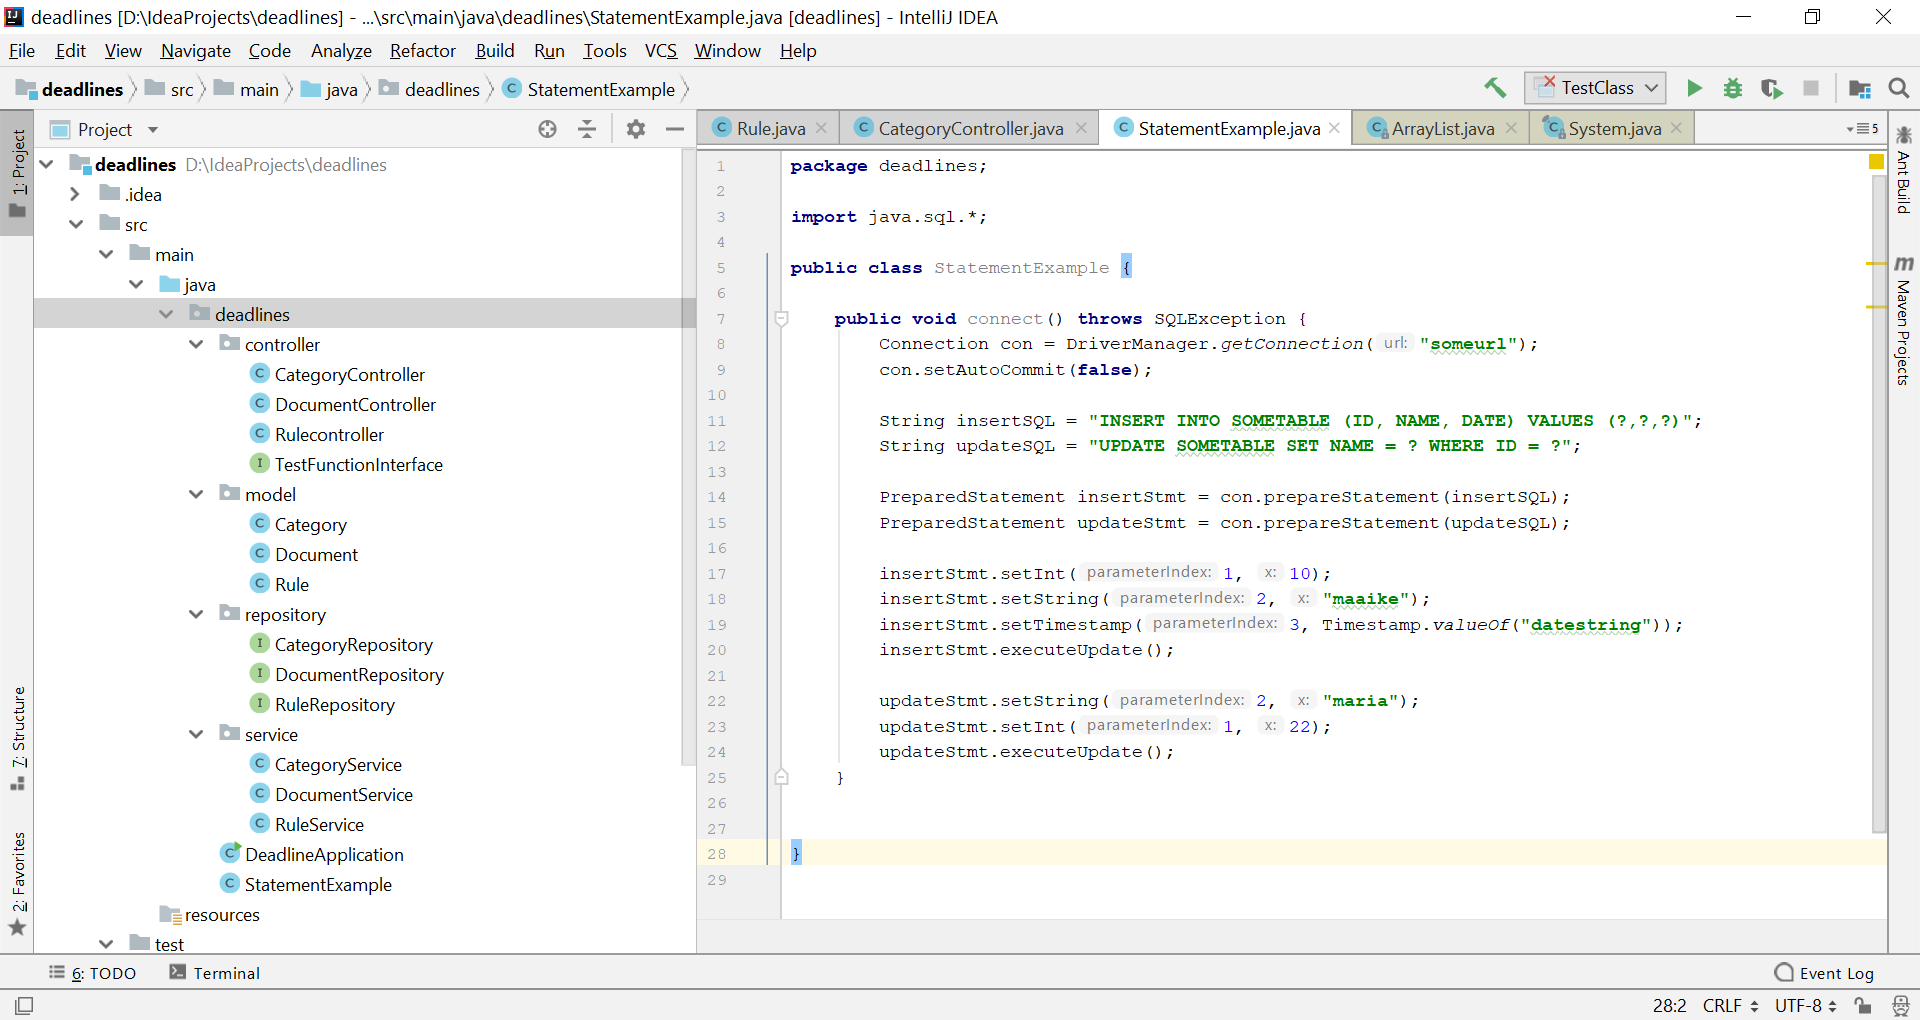 deadlines [D:\IdeaProjects\deadlines] - ...\src\main\java\deadlines\StatementExample.java [deadlines] - IntelliJ IDEA
File Edit View Navigate Code Analyze Refactor Build Run Tools VCS Window Help
deadlines src main java deadlines StatementExample TestClass
1: Project
7: Structure
2: Favorites
Project
deadlines D:\IdeaProjects\deadlines
.idea
src
main
java
deadlines
controller
CategoryController
DocumentController
Rulecontroller
TestFunctionInterface
model
Category
Document
Rule
repository
CategoryRepository
DocumentRepository
RuleRepository
service
CategoryService
DocumentService
RuleService
DeadlineApplication
StatementExample
resources
test
Rule.java CategoryController.java StatementExample.java ArrayList.java System.java 5
1 package deadlines;
2
3 import java.sql.*;
4
5 public class StatementExample {
6
7 public void connect() throws SQLException {
8 Connection con = DriverManager.getConnection( url: "someurl");
9 con.setAutoCommit(false);
10
11 String insertSQL = "INSERT INTO SOMETABLE (ID, NAME, DATE) VALUES (?,?,?)";
12 String updateSQL = "UPDATE SOMETABLE SET NAME = ? WHERE ID = ?";
13
14 PreparedStatement insertStmt = con.prepareStatement(insertSQL);
15 PreparedStatement updateStmt = con.prepareStatement(updateSQL);
16
17 insertStmt.setInt( parameterIndex: 1, x: 10);
18 insertStmt.setString( parameterIndex: 2, x: "maaike");
19 insertStmt.setTimestamp( parameterIndex: 3, Timestamp.valueOf("datestring"));
20 insertStmt.executeUpdate();
21
22 updateStmt.setString( parameterIndex: 2, x: "maria");
23 updateStmt.setInt( parameterIndex: 1, x: 22);
24 updateStmt.executeUpdate();
25 }
26
27
28 }
29
Ant Build
m Maven Projects
6: TODO Terminal Event Log
28:2 CRLF UTF-8